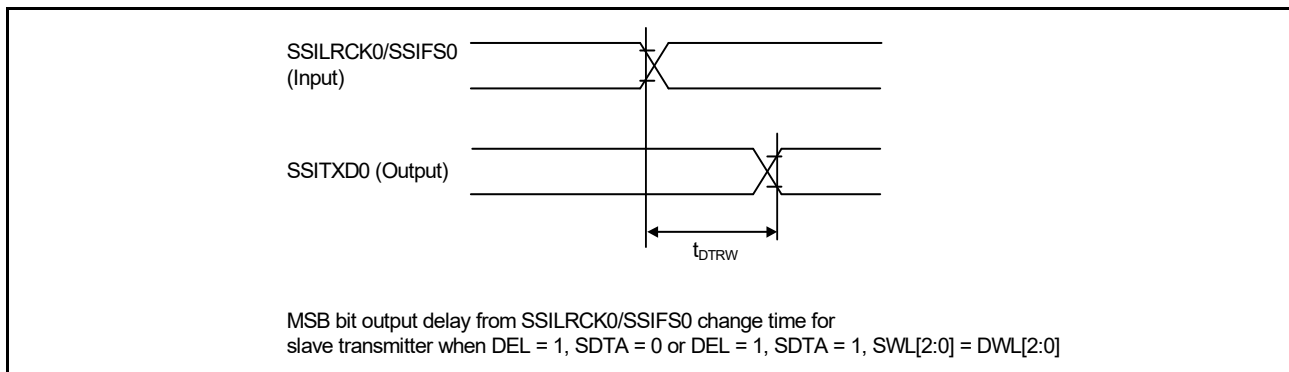 SSILRCK0/SSIFS0
(Input)
SSITXD0 (Output)
tDTRW
MSB bit output delay from SSILRCK0/SSIFS0 change time for
slave transmitter when DEL = 1, SDTA = 0 or DEL = 1, SDTA = 1, SWL[2:0] = DWL[2:0]